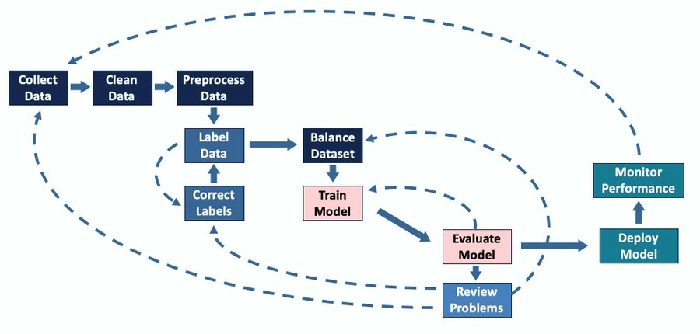 Collect
Data
Clean
Data
Preprocess
Data
Label
Data
Balance
Dataset
Correct
Labels
Train
Model
Monitor
Performance
Evaluate
Model
Deploy
Model
Review
Problems